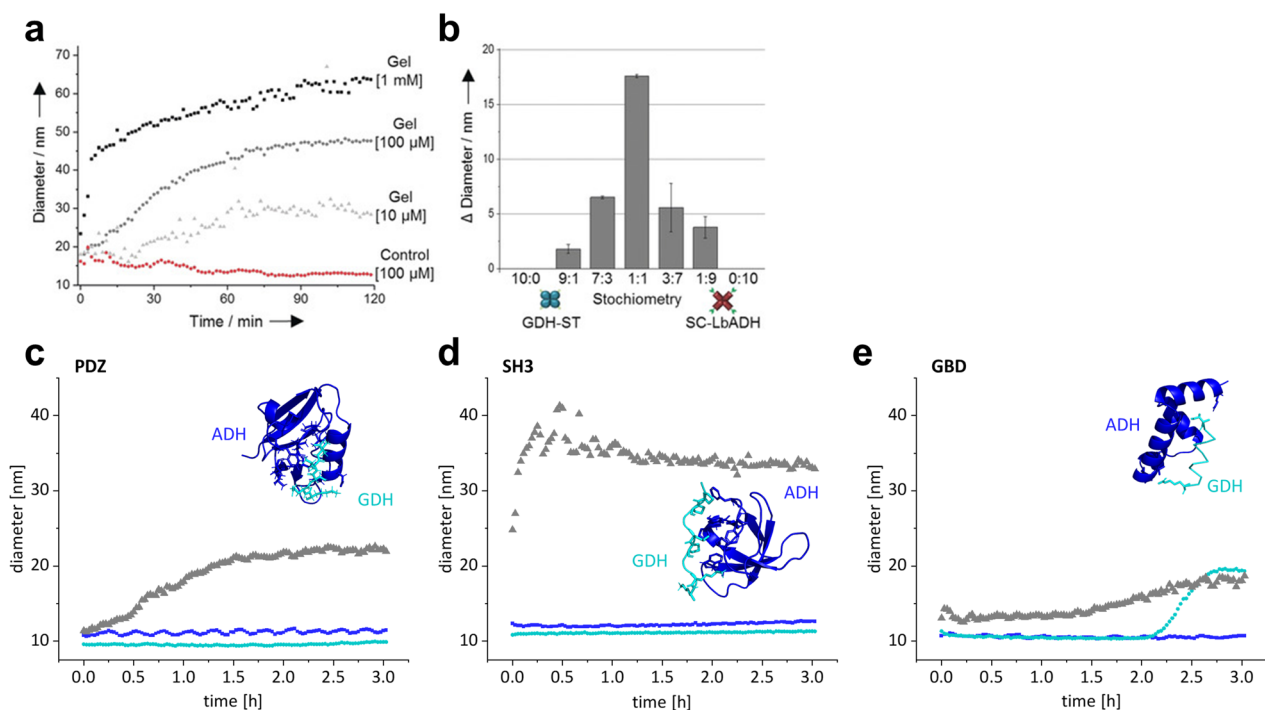 a
70
60
50
40
30
20
10
Diameter / nm
0
30
60
90
120
Time / min
Gel
[1 mM]
Gel
[100 µM]
Gel
[10 µM]
Control
[100 µM]
b
20
15
10
5
0
Δ Diameter / nm
10:0 9:1 7:3 1:1 3:7 1:9 0:10
Stochiometry
GDH-ST
SC-LbADH
c
PDZ
40
30
20
10
diameter [nm]
ADH
GDH
0.0 0.5 1.0 1.5 2.0 2.5 3.0
time [h]
d
SH3
40
30
20
10
diameter [nm]
ADH
GDH
0.0 0.5 1.0 1.5 2.0 2.5 3.0
time [h]
e
GBD
40
30
20
10
diameter [nm]
ADH
GDH
0.0 0.5 1.0 1.5 2.0 2.5 3.0
time [h]